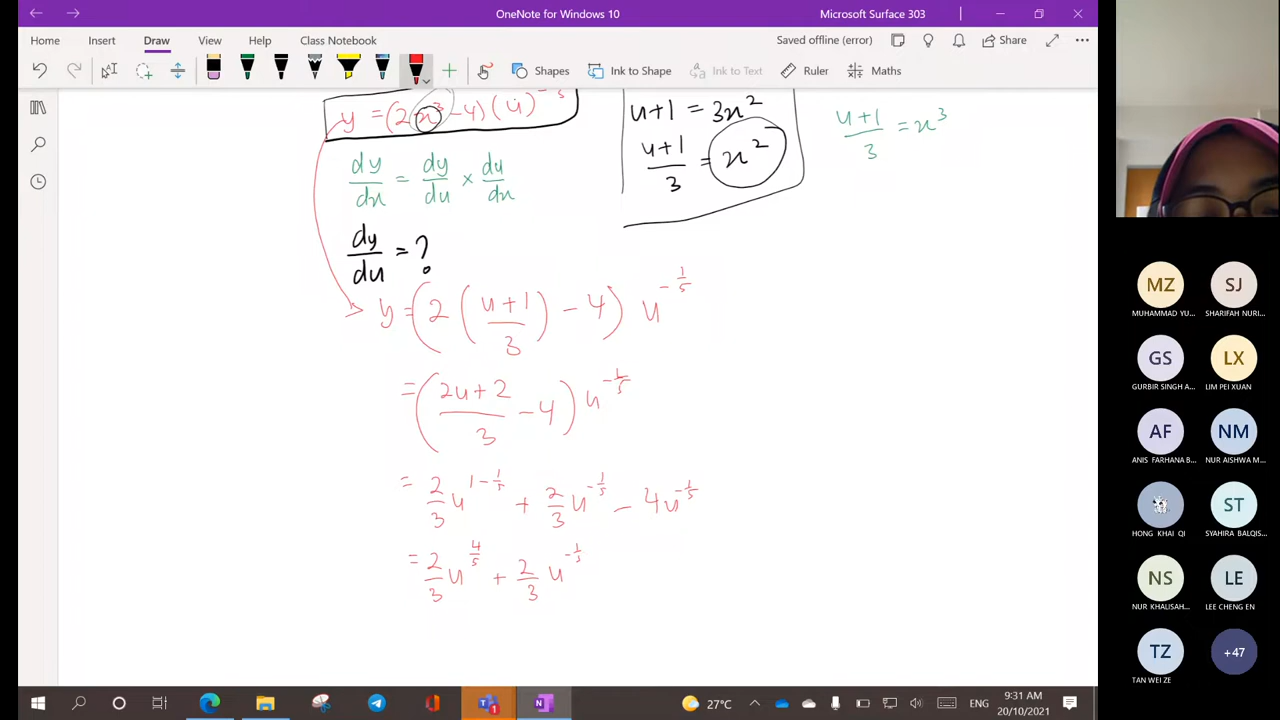 OneNote for Windows 10
Microsoft Surface 303
Home Insert Draw View Help Class Notebook
Saved offline (error)
Share
Ink to Shape
Shapes
Ink to Text
Ruler
Maths
y = (2x³ - 4)(u)
u+1 = 3x²
(u+1)/3 = x²
(u+1)/3 = x³
dy/dx = dy/du × du/dx
dy/du = ?
y = (2((u+1)/3) - 4) u^(-1/5)
= ((2u+2)/3 - 4) u^(-1/5)
= 2/3 u^(1-1/5) + 2/3 u^(-1/5) - 4u^(-1/5)
= 2/3 u^(4/5) + 2/3 u
MZ
MUHAMMAD YU...
SJ
SHARIFAH NURI...
GS
GURBIR SINGH A...
LX
LIM PEI XUAN
AF
ANIS FARHANA B...
NM
NUR AISHWA M...
HONG KHAI QI
ST
SYAHIRA BALQIS...
NS
NUR KHALISAH...
LE
LEE CHENG EN
TZ
TAN WEI ZE
+47
27°C
ENG
9:31 AM
20/10/2021